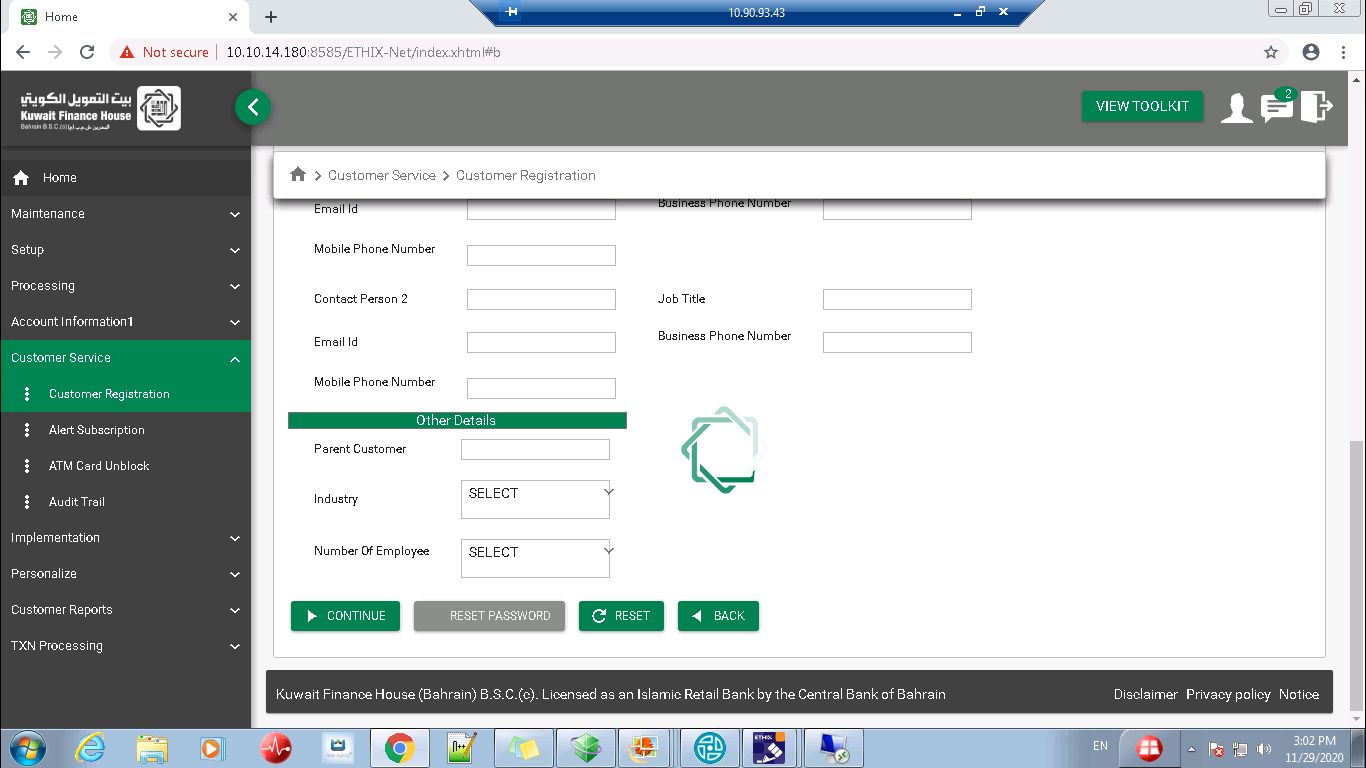 Home
10.90.93.43
Not secure
10.10.14.180:8585/ETHIX-Net/index.xhtml#b
بيت التمويل الكويتي
Kuwait Finance House
Bahrain B.S.C.(c)
VIEW TOOLKIT
2
Customer Service
Customer Registration
Home
Maintenance
Setup
Processing
Account Information1
Customer Service
Customer Registration
Alert Subscription
ATM Card Unblock
Audit Trail
Implementation
Personalize
Customer Reports
TXN Processing
Email Id
Business Phone Number
Mobile Phone Number
Contact Person 2
Job Title
Email Id
Business Phone Number
Mobile Phone Number
Other Details
Parent Customer
Industry
SELECT
Number Of Employee
SELECT
CONTINUE
RESET PASSWORD
RESET
BACK
Kuwait Finance House (Bahrain) B.S.C.(c). Licensed as an Islamic Retail Bank by the Central Bank of Bahrain
Disclaimer Privacy policy Notice
ETHIX
EN
3:02 PM
11/29/2020